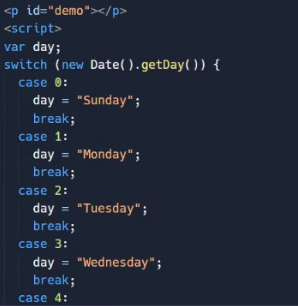 <p id="demo"></p>
<script>
var day;
switch (new Date().getDay()) {
  case 0:
    day = "Sunday";
    break;
  case 1:
    day = "Monday";
    break;
  case 2:
    day = "Tuesday";
    break;
  case 3:
    day = "Wednesday";
    break;
  case 4: